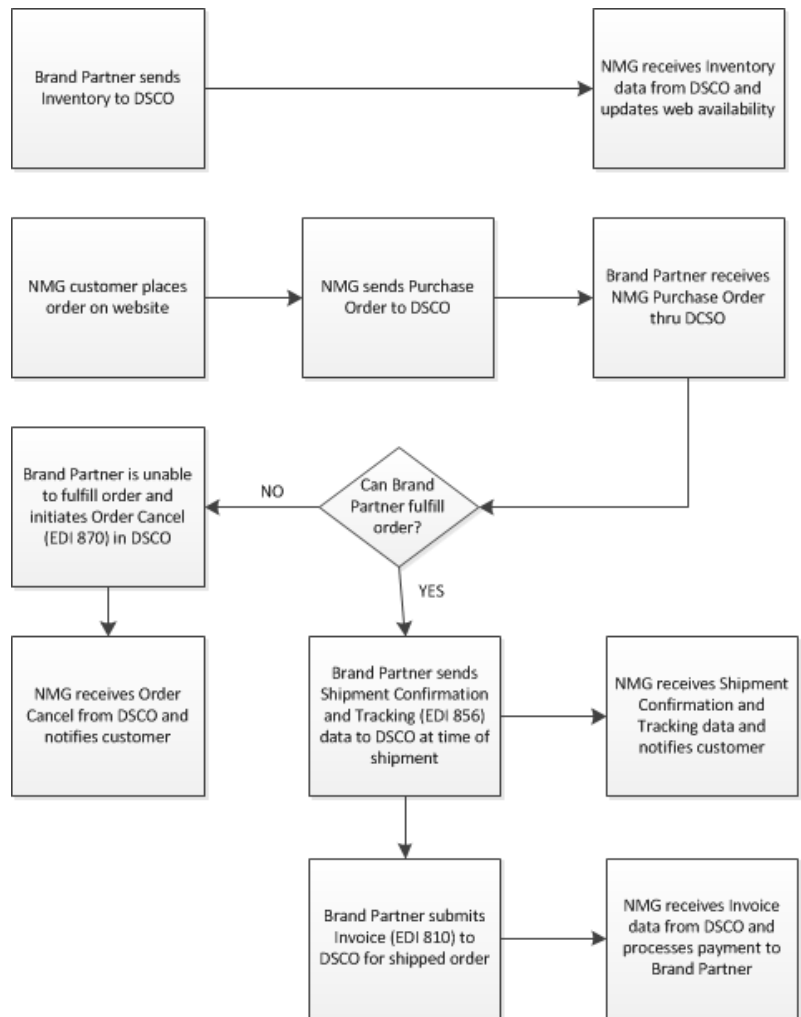 Brand Partner sends
Inventory to DSCO
NMG receives Inventory
data from DSCO and
updates web availability
NMG customer places
order on website
NMG sends Purchase
Order to DSCO
Brand Partner receives
NMG Purchase Order
thru DCSO
Brand Partner is unable
to fulfill order and
initiates Order Cancel
(EDI 870) in DSCO
NO
Can Brand
Partner fulfill
order?
YES
NMG receives Order
Cancel from DSCO and
notifies customer
Brand Partner sends
Shipment Confirmation
and Tracking (EDI 856)
data to DSCO at time of
shipment
NMG receives Shipment
Confirmation and
Tracking data and
notifies customer
Brand Partner submits
Invoice (EDI 810) to
DSCO for shipped order
NMG receives Invoice
data from DSCO and
processes payment to
Brand Partner